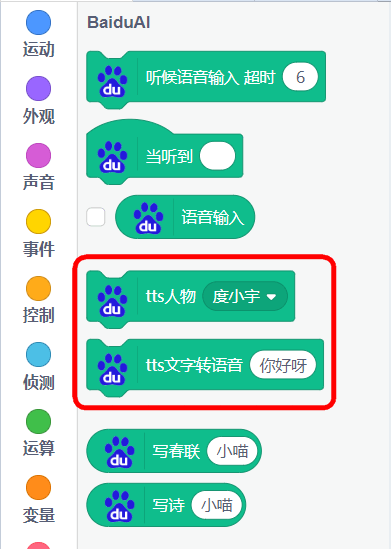 BaiduAI
运动
外观
声音
事件
控制
侦测
运算
变量
du 听候语音输入 超时 6
du 当听到
du 语音输入
du tts人物 度小宇
du tts文字转语音 你好呀
du 写春联 小喵
du 写诗 小喵